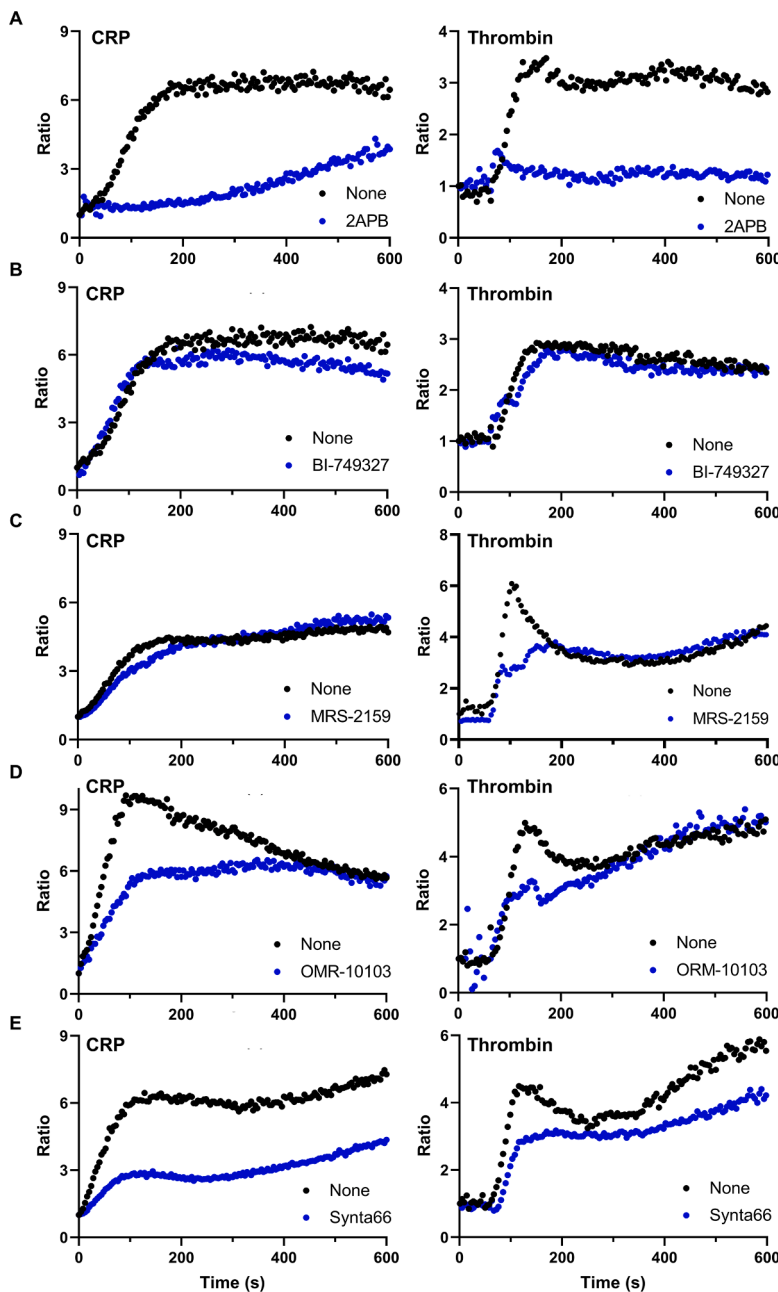 A
CRP
Thrombin
9
6
3
0
Ratio
None
2APB
0
200
400
600
4
3
2
1
0
Ratio
None
2APB
0
200
400
600
B
CRP
Thrombin
9
6
3
0
Ratio
None
BI-749327
0
200
400
600
4
3
2
1
0
Ratio
None
BI-749327
0
200
400
600
C
CRP
Thrombin
9
6
3
0
Ratio
None
MRS-2159
0
200
400
600
8
6
4
2
0
Ratio
None
MRS-2159
0
200
400
600
D
CRP
Thrombin
9
6
3
0
Ratio
None
OMR-10103
0
200
400
600
6
4
2
0
Ratio
None
ORM-10103
0
200
400
600
E
CRP
Thrombin
9
6
3
0
Ratio
None
Synta66
0
200
400
600
Time (s)
6
4
2
0
Ratio
None
Synta66
0
200
400
600
Time (s)